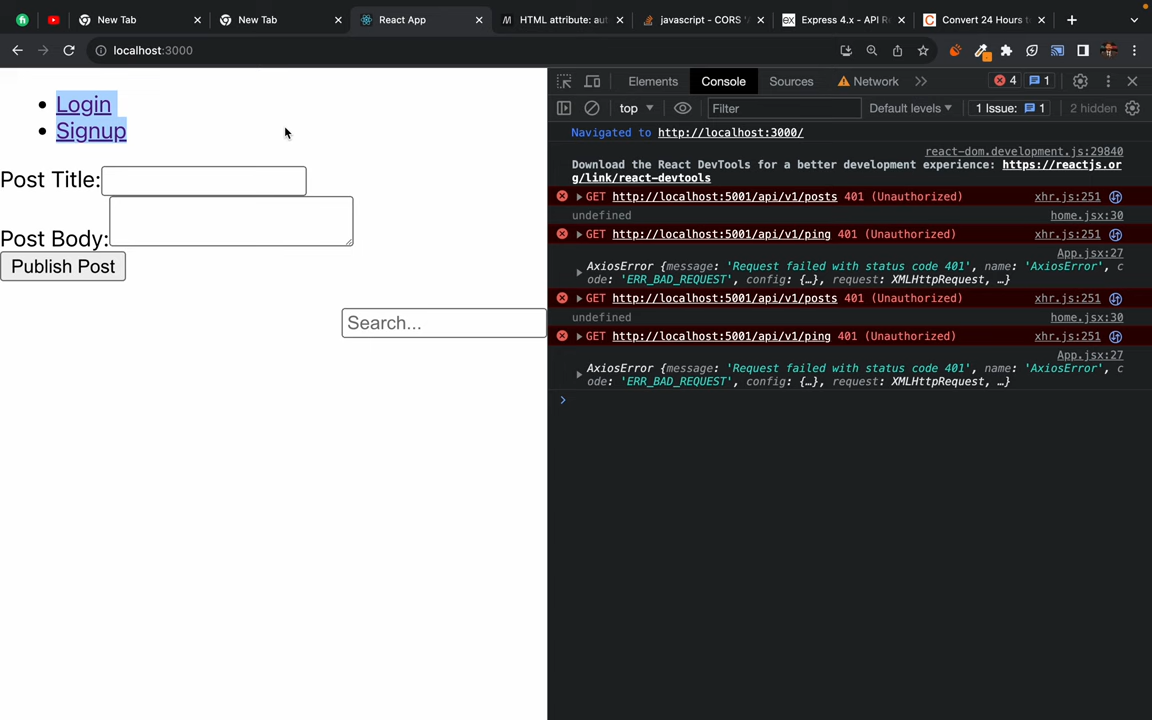 New Tab
New Tab
React App
HTML attribute: aut
javascript - CORS 'A
ex Express 4.x - API R
Convert 24 Hours to
localhost:3000
Login
Signup
Post Title:
Post Body:
Publish Post
Search...
Elements
Console
Sources
Network
4
1
top
Filter
Default levels
1 Issue: 1
2 hidden
Navigated to http://localhost:3000/
react-dom.development.js:29840
Download the React DevTools for a better development experience: https://reactjs.or
g/link/react-devtools
GET http://localhost:5001/api/v1/posts 401 (Unauthorized) xhr.js:251
undefined home.jsx:30
GET http://localhost:5001/api/v1/ping 401 (Unauthorized) xhr.js:251
App.jsx:27
AxiosError {message: 'Request failed with status code 401', name: 'AxiosError', c
ode: 'ERR_BAD_REQUEST', config: {…}, request: XMLHttpRequest, …}
GET http://localhost:5001/api/v1/posts 401 (Unauthorized) xhr.js:251
undefined home.jsx:30
GET http://localhost:5001/api/v1/ping 401 (Unauthorized) xhr.js:251
App.jsx:27
AxiosError {message: 'Request failed with status code 401', name: 'AxiosError', c
ode: 'ERR_BAD_REQUEST', config: {…}, request: XMLHttpRequest, …}